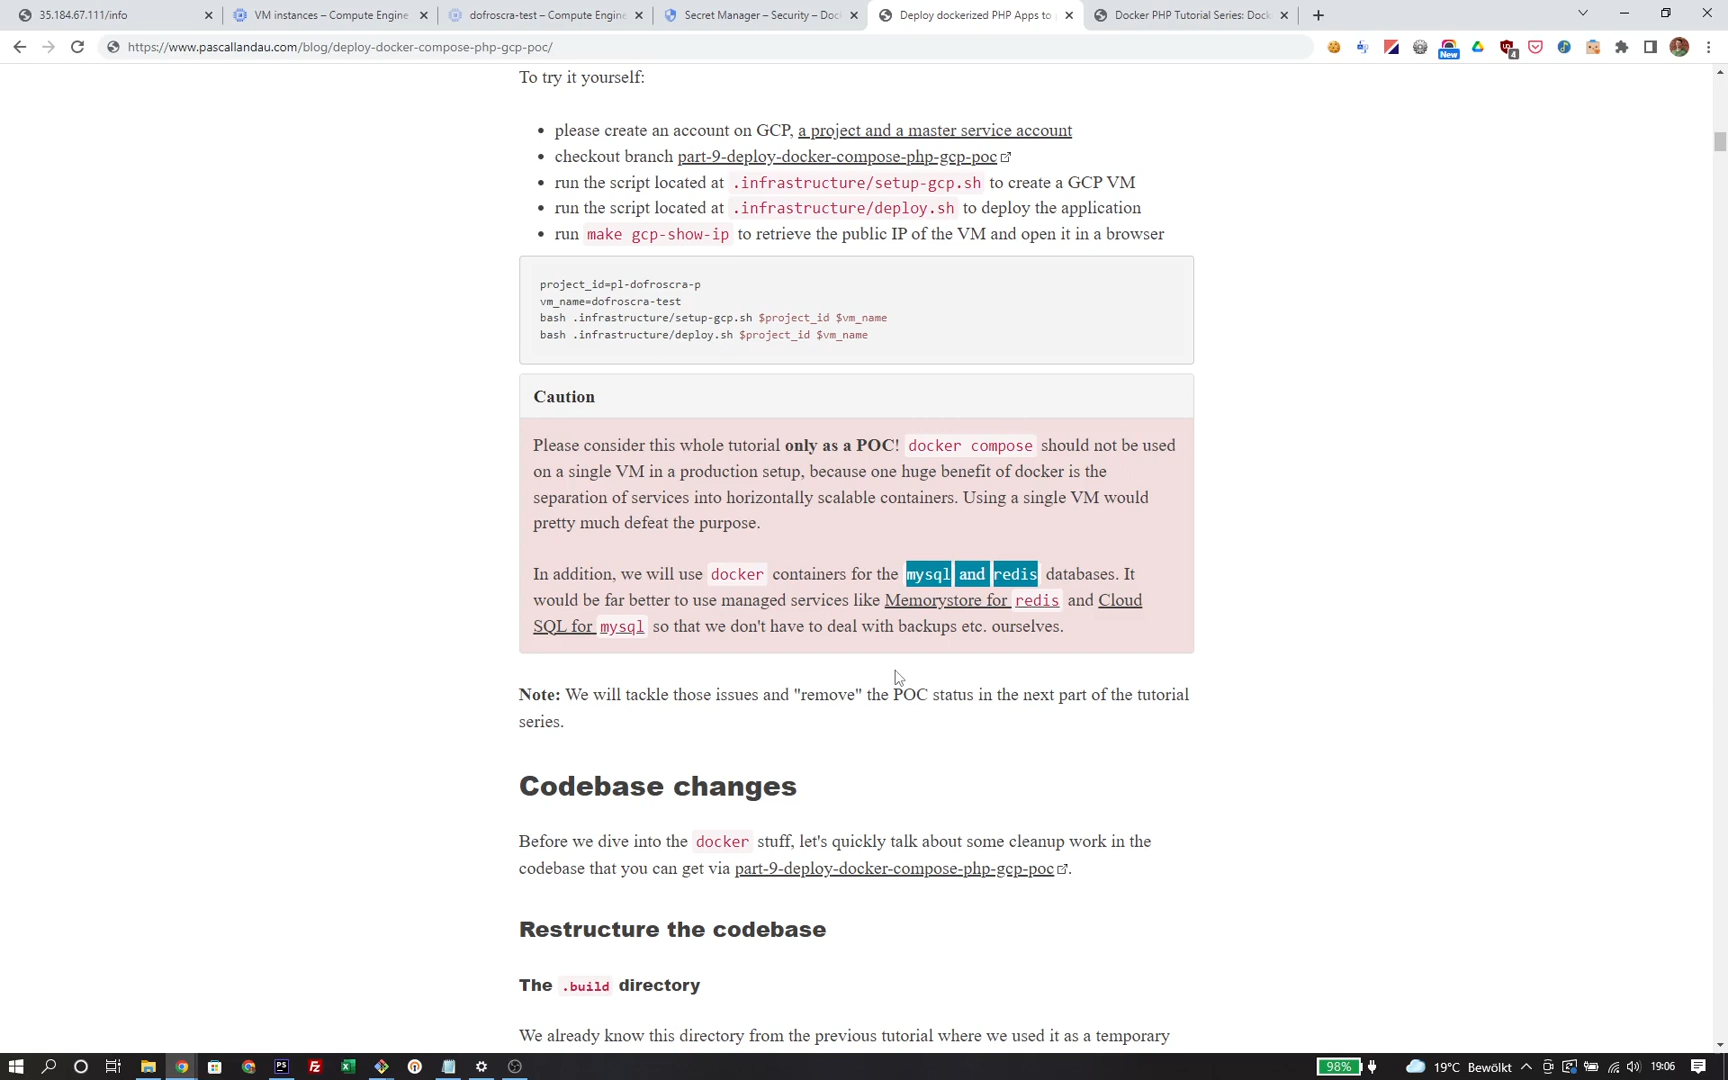 35.184.67.111/info
VM instances – Compute Engine
dofroscra-test – Compute Engine
Secret Manager – Security – Doc
Deploy dockerized PHP Apps to
Docker PHP Tutorial Series: Dock
https://www.pascallandau.com/blog/deploy-docker-compose-php-gcp-poc/
New
4
To try it yourself:
please create an account on GCP, a project and a master service account
checkout branch part-9-deploy-docker-compose-php-gcp-poc
run the script located at .infrastructure/setup-gcp.sh to create a GCP VM
run the script located at .infrastructure/deploy.sh to deploy the application
run make gcp-show-ip to retrieve the public IP of the VM and open it in a browser
project_id=pl-dofroscra-p
vm_name=dofroscra-test
bash .infrastructure/setup-gcp.sh $project_id $vm_name
bash .infrastructure/deploy.sh $project_id $vm_name
Caution
Please consider this whole tutorial only as a POC! docker compose should not be used
on a single VM in a production setup, because one huge benefit of docker is the
separation of services into horizontally scalable containers. Using a single VM would
pretty much defeat the purpose.
In addition, we will use docker containers for the mysql and redis databases. It
would be far better to use managed services like Memorystore for redis and Cloud
SQL for mysql so that we don't have to deal with backups etc. ourselves.
Note: We will tackle those issues and "remove" the POC status in the next part of the tutorial
series.
Codebase changes
Before we dive into the docker stuff, let's quickly talk about some cleanup work in the
codebase that you can get via part-9-deploy-docker-compose-php-gcp-poc.
Restructure the codebase
The .build directory
We already know this directory from the previous tutorial where we used it as a temporary
PS
98%
19°C Bewölkt
19:06